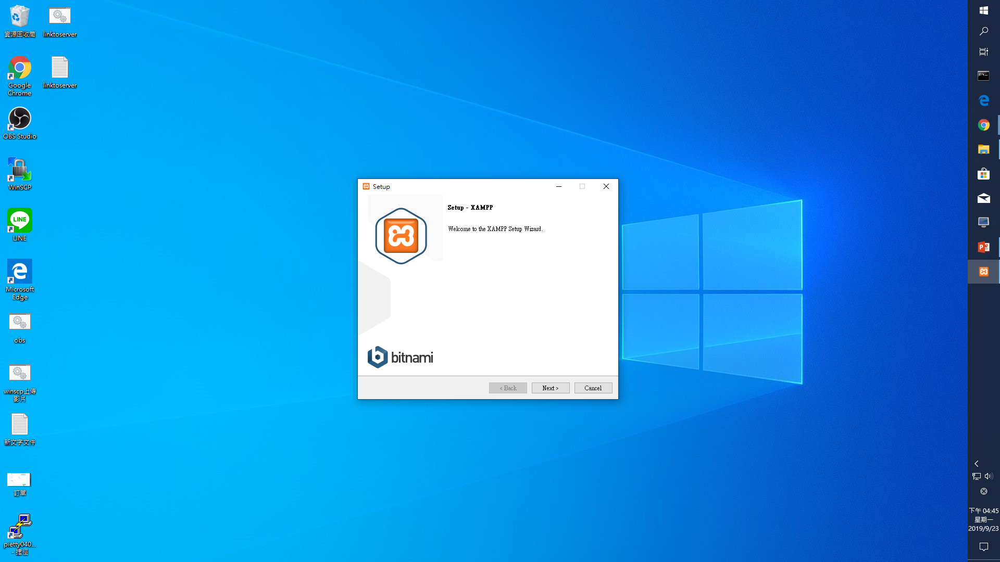 資源回收筒
linktoserver
Google
Chrome
linktoserver
OBS Studio
WinSCP
LINE
LINE
Microsoft
Edge
obs
winscp上傳
影片
新文字文件
訂單
pietty040...
- 捷徑
Setup
Setup - XAMPP
Welcome to the XAMPP Setup Wizard.
bitnami
< Back
Next >
Cancel
下午 04:45
星期一
2019/9/23